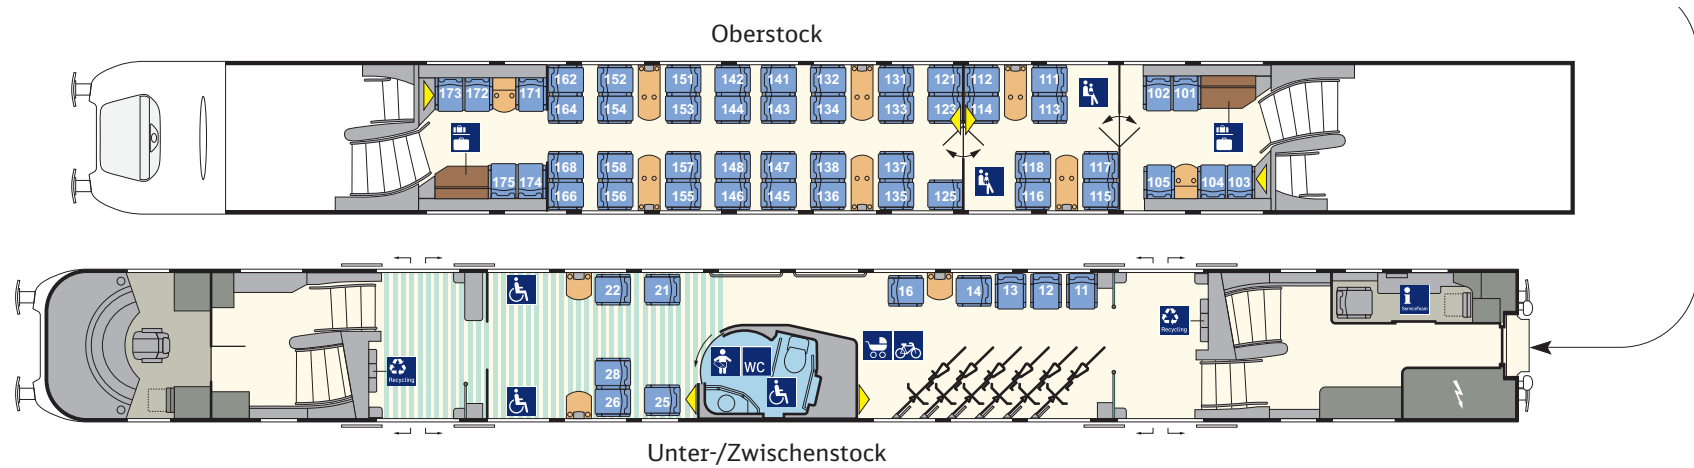 Oberstock
173 172 171 162 152 151 142 141 132 131 121 112 111 102 101
164 154 153 144 143 134 133 123 114 113
168 158 157 148 147 138 137 118 117
175 174 166 156 155 146 145 136 135 125 116 115 105 104 103
22 21 16 14 13 12 11
ServiceTeam
Recycling
28
WC
Recycling
26 25
Unter-/Zwischenstock